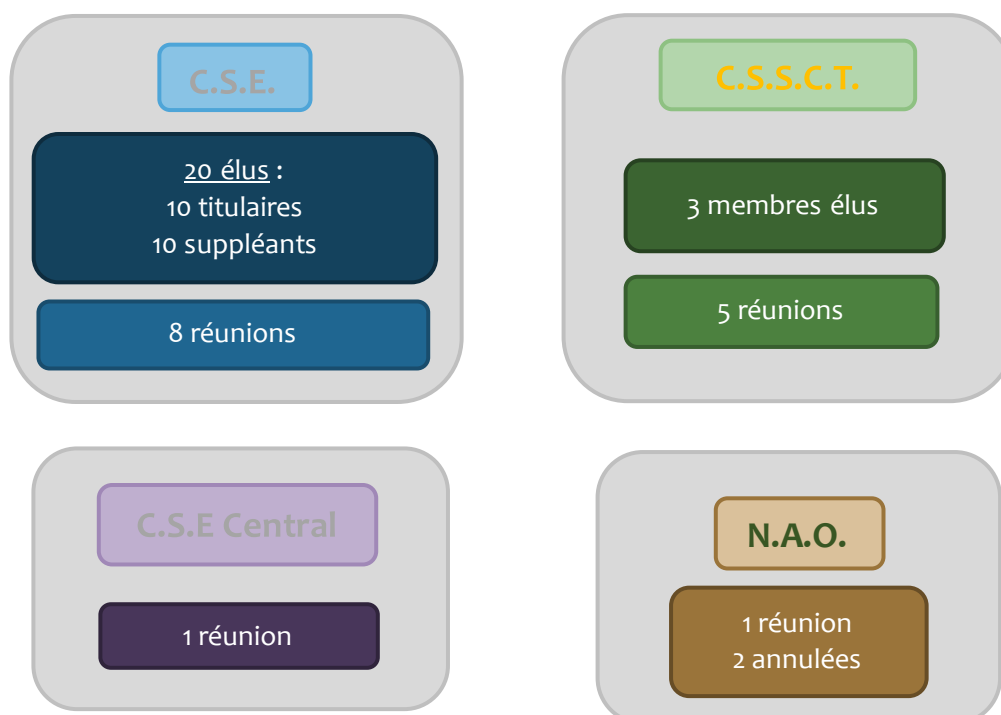 C.S.E.
20 élus :
10 titulaires
10 suppléants
8 réunions
C.S.S.C.T.
3 membres élus
5 réunions
C.S.E Central
1 réunion
N.A.O.
1 réunion
2 annulées